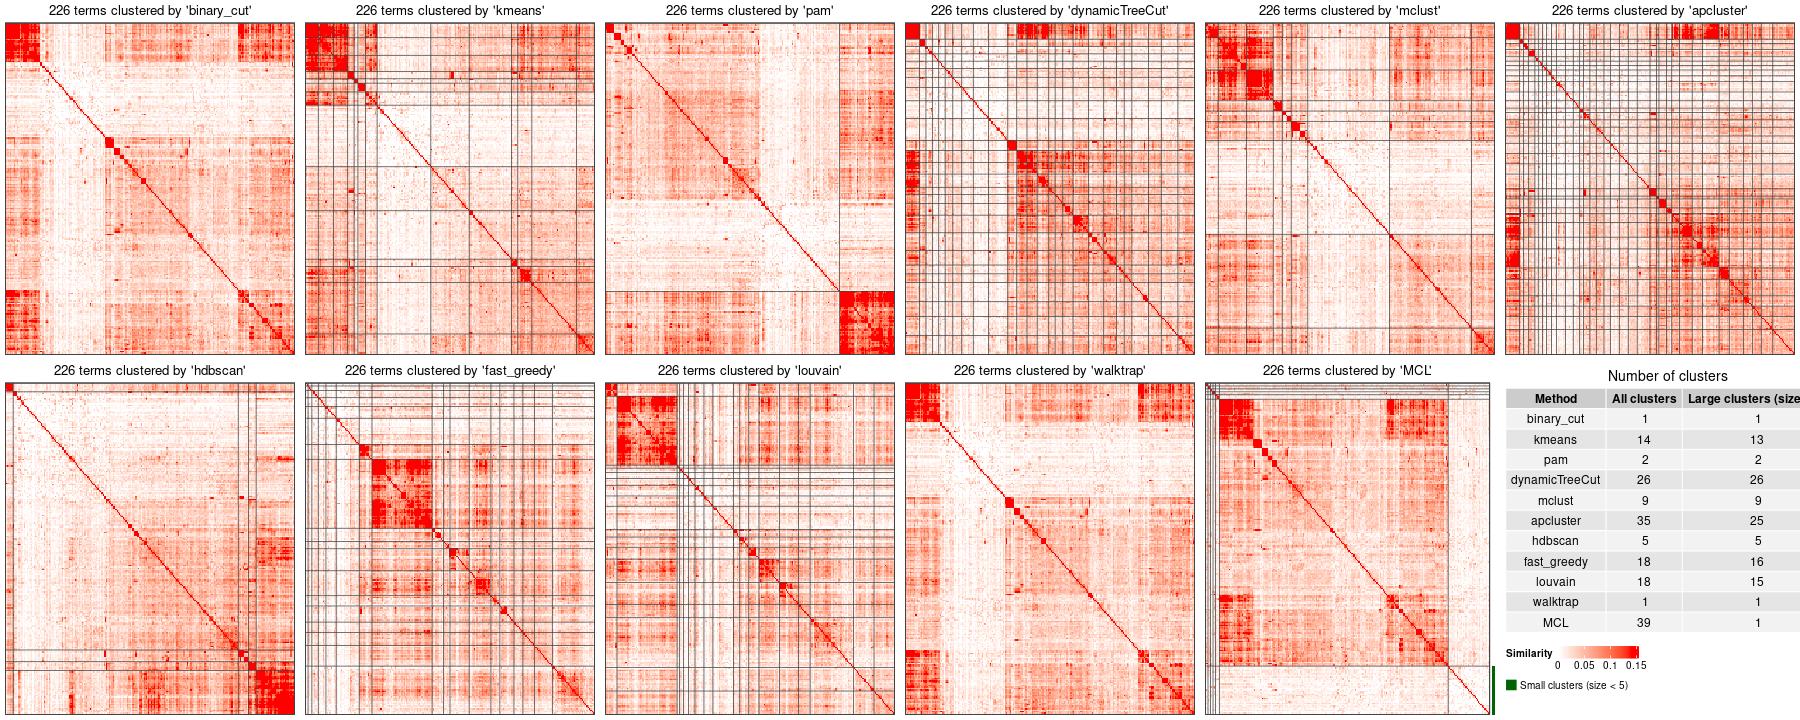 226 terms clustered by 'binary_cut'
226 terms clustered by 'kmeans'
226 terms clustered by 'pam'
226 terms clustered by 'dynamicTreeCut'
226 terms clustered by 'mclust'
226 terms clustered by 'apcluster'
226 terms clustered by 'hdbscan'
226 terms clustered by 'fast_greedy'
226 terms clustered by 'louvain'
226 terms clustered by 'walktrap'
226 terms clustered by 'MCL'
Number of clusters
Method All clusters Large clusters (size
binary_cut 1 1
kmeans 14 13
pam 2 2
dynamicTreeCut 26 26
mclust 9 9
apcluster 35 25
hdbscan 5 5
fast_greedy 18 16
louvain 18 15
walktrap 1 1
MCL 39 1
Similarity
0 0.05 0.1 0.15
Small clusters (size < 5)